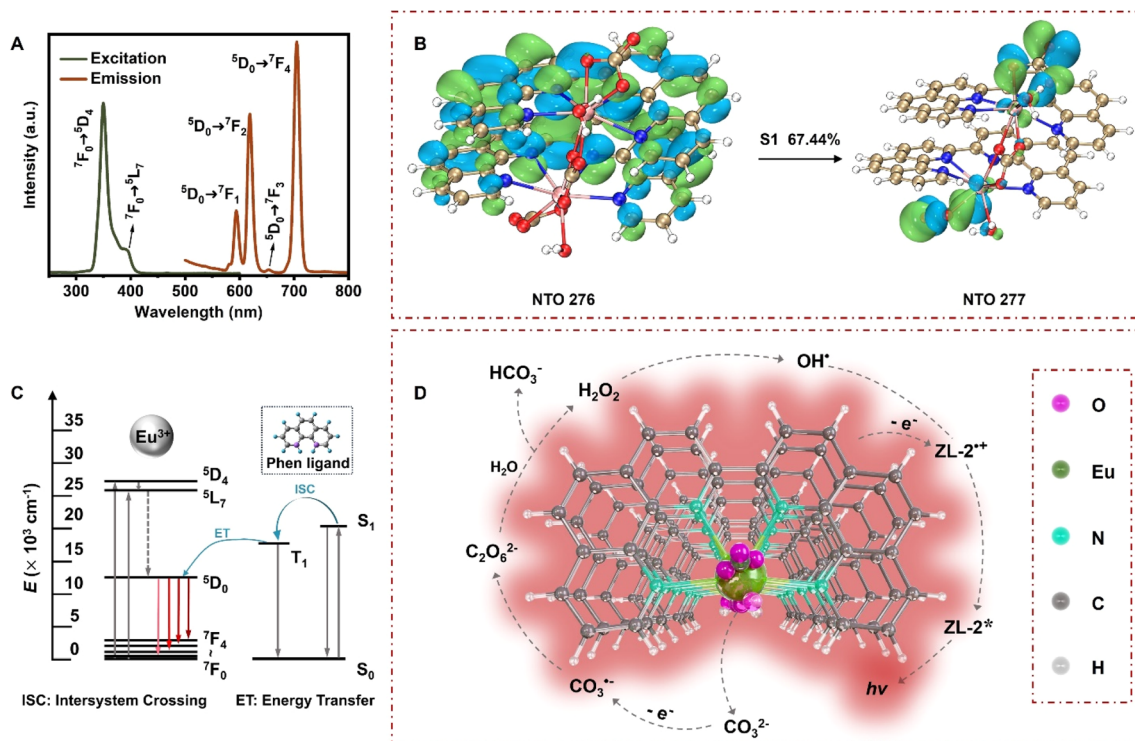 A
Excitation
Emission
⁵D₀→⁷F₄
⁷F₀→⁵D₄
⁵D₀→⁷F₂
⁵D₀→⁷F₁
⁷F₀→⁵L₇
⁵D₀→⁷F₃
Intensity (a.u.)
300 400 500 600 700 800
Wavelength (nm)
B
S1 67.44%
NTO 276
NTO 277
C
E (× 10³ cm⁻¹)
35
30
25
20
15
10
5
0
Eu³⁺
Phen ligand
⁵D₄
⁵L₇
ISC
S₁
ET
T₁
⁵D₀
⁷F₄
~
⁷F₀
S₀
ISC: Intersystem Crossing
ET: Energy Transfer
D
OH•
HCO₃⁻
H₂O₂
- e⁻
ZL-2•⁺
H₂O
C₂O₆²⁻
ZL-2*
CO₃•⁻
hv
- e⁻
CO₃²⁻
O
Eu
N
C
H